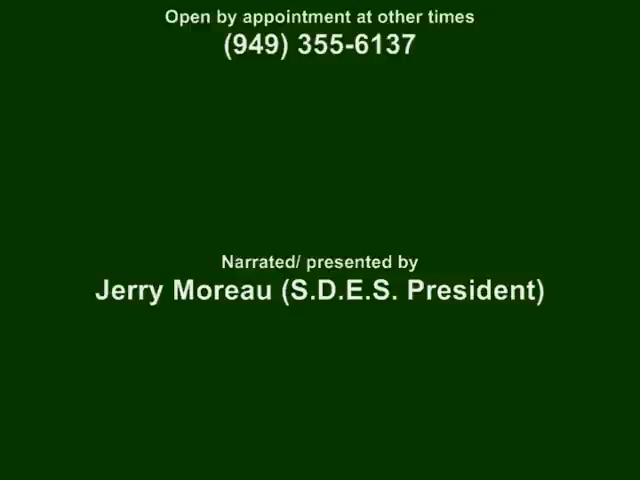 Open by appointment at other times
(949) 355-6137
Narrated/ presented by
Jerry Moreau (S.D.E.S. President)